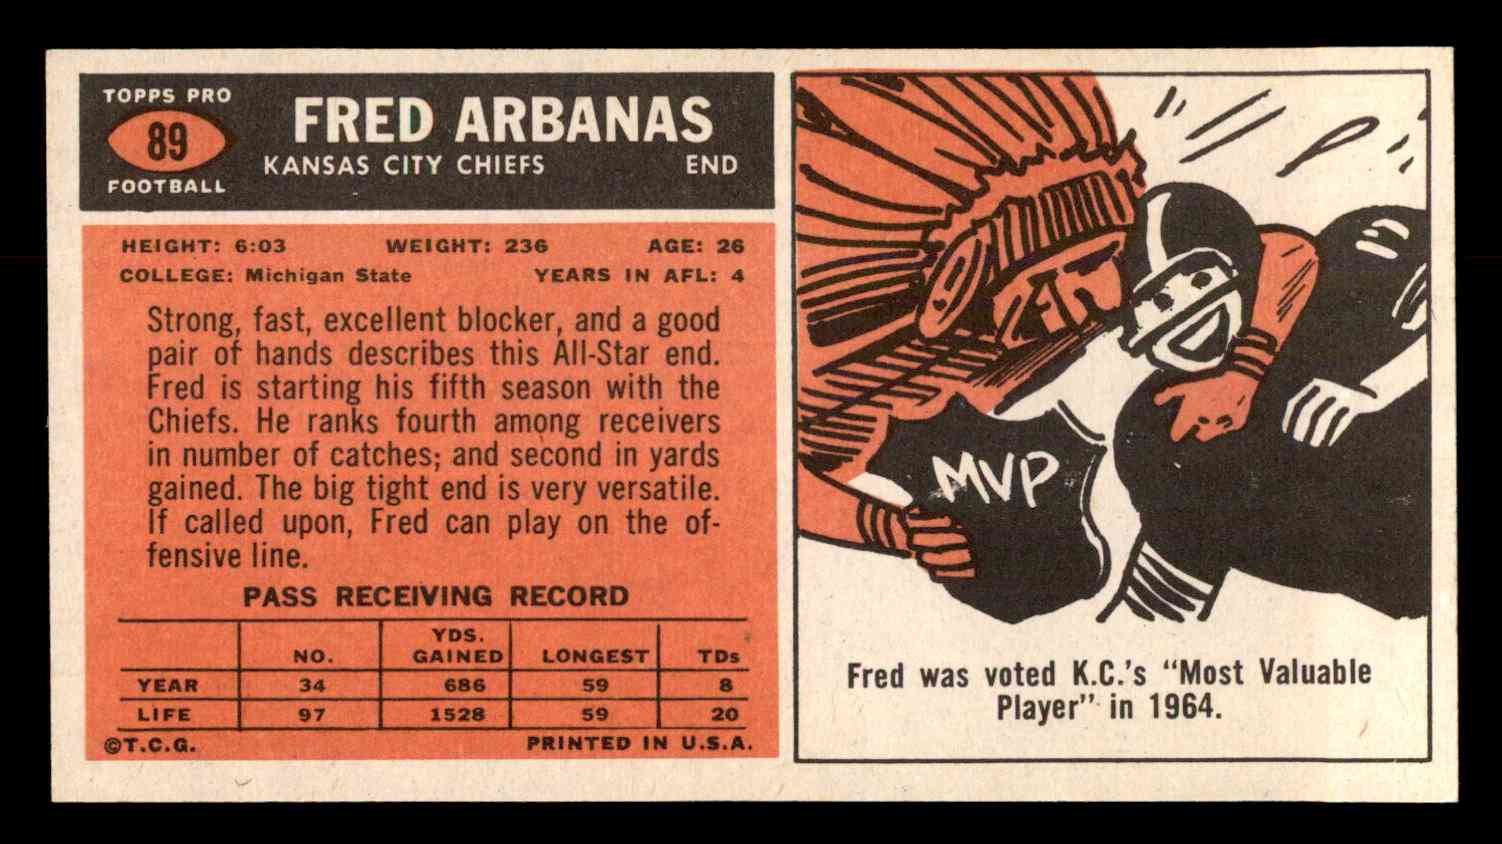 TOPPS PRO
89
FOOTBALL
FRED ARBANAS
KANSAS CITY CHIEFS END
HEIGHT: 6:03 WEIGHT: 236 AGE: 26
COLLEGE: Michigan State YEARS IN AFL: 4
Strong, fast, excellent blocker, and a good
pair of hands describes this All-Star end.
Fred is starting his fifth season with the
Chiefs. He ranks fourth among receivers
in number of catches; and second in yards
gained. The big tight end is very versatile.
If called upon, Fred can play on the of-
fensive line.
PASS RECEIVING RECORD
NO. YDS. GAINED LONGEST TDs
YEAR 34 686 59 8
LIFE 97 1528 59 20
©T.C.G. PRINTED IN U.S.A.
MVP
Fred was voted K.C.'s "Most Valuable
Player" in 1964.